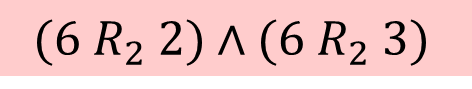 (6 R₂ 2) ∧ (6 R₂ 3)